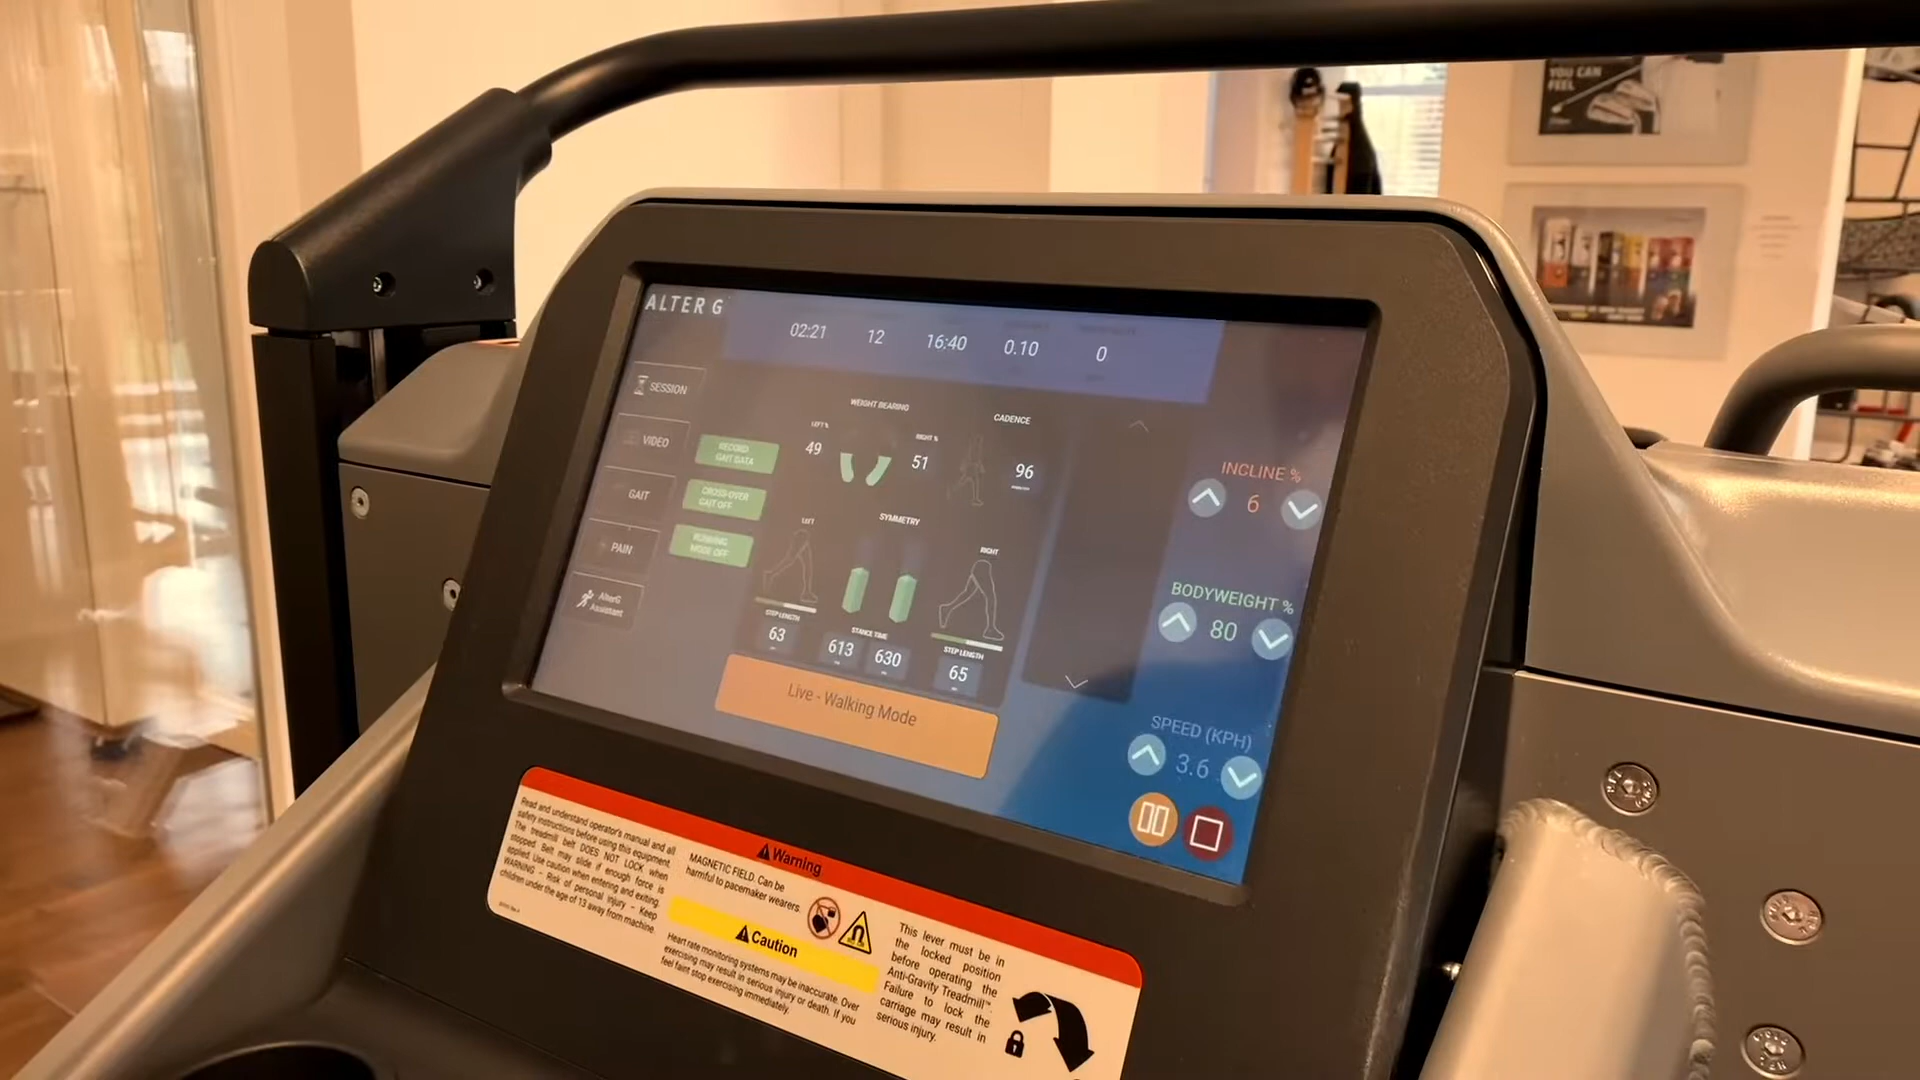 YOU CAN
FEEL
ALTER G
02:21 12 16:40 0.10 0
SESSION
VIDEO
GAIT
PAIN
AlterG
Assistant
RECORD
GAIT DATA
CROSS-OVER
GAIT OFF
RUNNING
MODE OFF
WEIGHT BEARING
LEFT %
49
RIGHT %
51
CADENCE
96
SYMMETRY
LEFT
RIGHT
STEP LENGTH
63
STANCE TIME
613 630
STEP LENGTH
65
Live - Walking Mode
INCLINE %
6
BODYWEIGHT %
80
SPEED (KPH)
3.6
Warning
Read and understand operator's manual and all
safety instructions before using this equipment.
The treadmill belt DOES NOT LOCK when
stopped. Belt may slide if enough force is
applied. Use caution when entering and exiting.
WARNING - Risk of personal injury - Keep
children under the age of 13 away from machine.
MAGNETIC FIELD. Can be
harmful to pacemaker wearers.
Caution
Heart rate monitoring systems may be inaccurate. Over
exercising may result in serious injury or death. If you
feel faint stop exercising immediately.
This lever must be in
the locked position
before operating the
Anti-Gravity Treadmill™.
Failure to lock the
carriage may result in
serious injury.